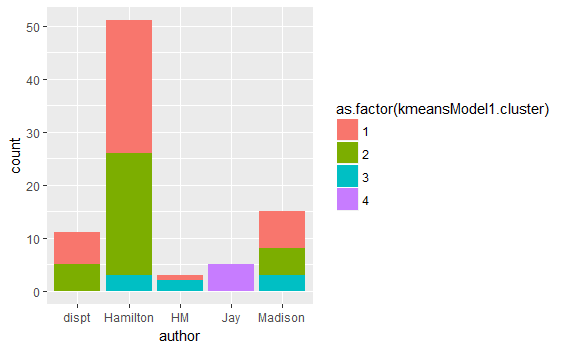 50
40
30
20
10
0
count
dispt Hamilton HM Jay Madison
author
as.factor(kmeansModel1.cluster)
1
2
3
4